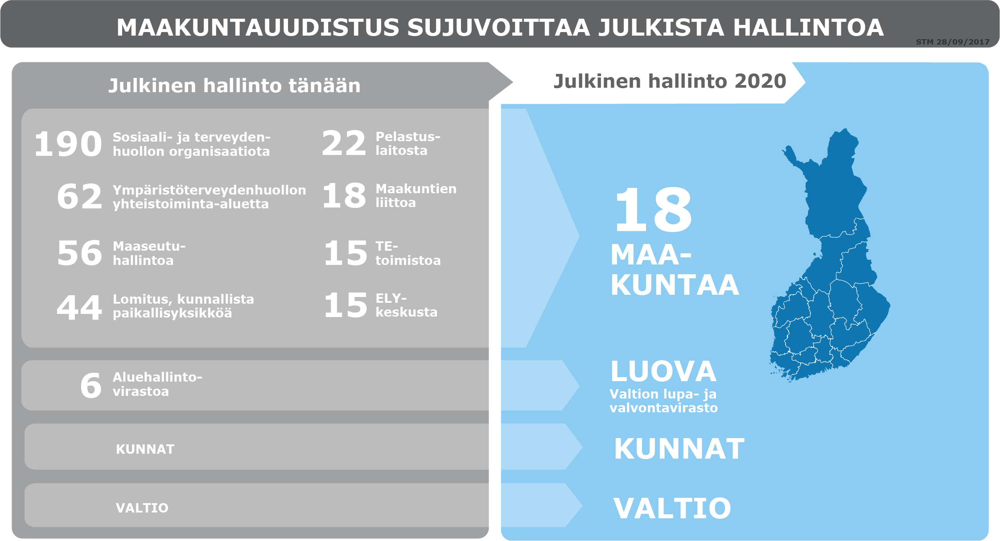 MAAKUNTAUUDISTUS SUJUVOITTAA JULKISTA HALLINTOA
STM 28/09/2017
Julkinen hallinto tänään
190
Sosiaali- ja terveyden-
huollon organisaatiota
22
Pelastus-
laitosta
62
Ympäristöterveydenhuollon
yhteistoiminta-aluetta
18
Maakuntien
liittoa
56
Maaseutu-
hallintoa
15
TE-
toimistoa
44
Lomitus, kunnallista
paikallisyksikköä
15
ELY-
keskusta
6
Aluehallinto-
virastoa
KUNNAT
VALTIO
Julkinen hallinto 2020
18
MAA-
KUNTAA
LUOVA
Valtion lupa- ja
valvontavirasto
KUNNAT
VALTIO